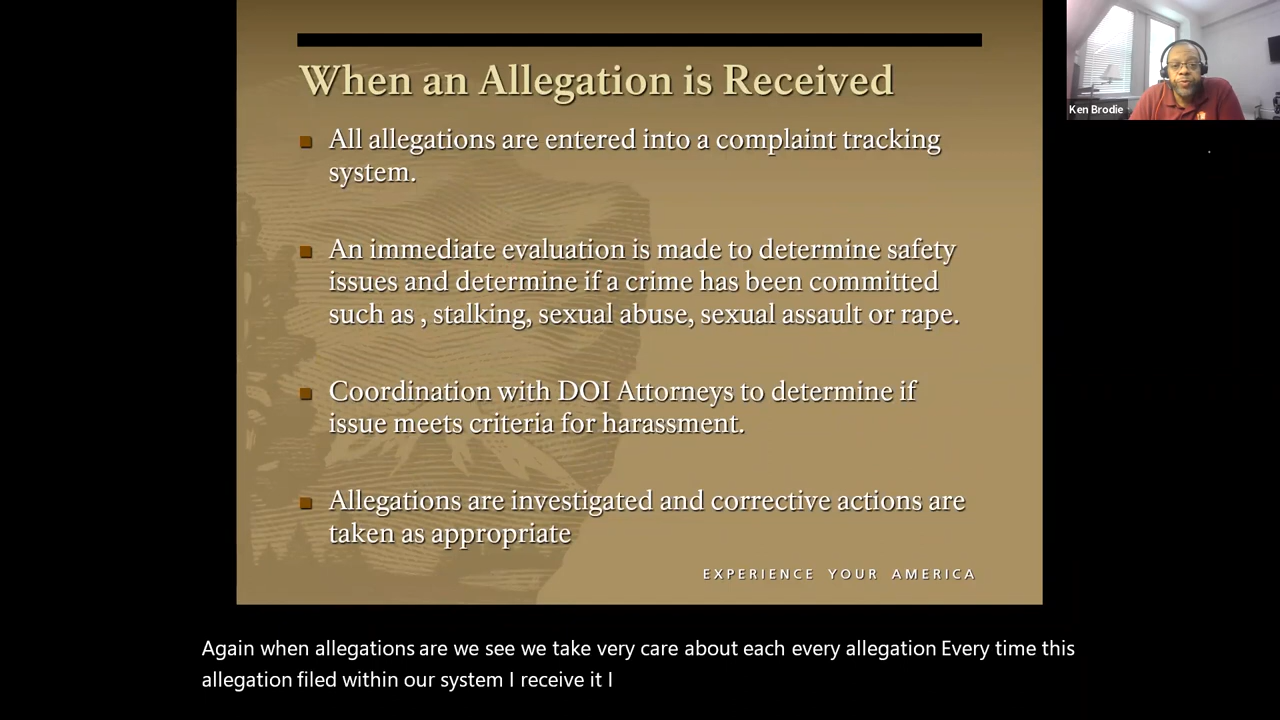 When an Allegation is Received
All allegations are entered into a complaint tracking
system.
An immediate evaluation is made to determine safety
issues and determine if a crime has been committed
such as , stalking, sexual abuse, sexual assault or rape.
Coordination with DOI Attorneys to determine if
issue meets criteria for harassment.
Allegations are investigated and corrective actions are
taken as appropriate
EXPERIENCE YOUR AMERICA
Ken Brodie
Again when allegations are we see we take very care about each every allegation Every time this
allegation filed within our system I receive it I